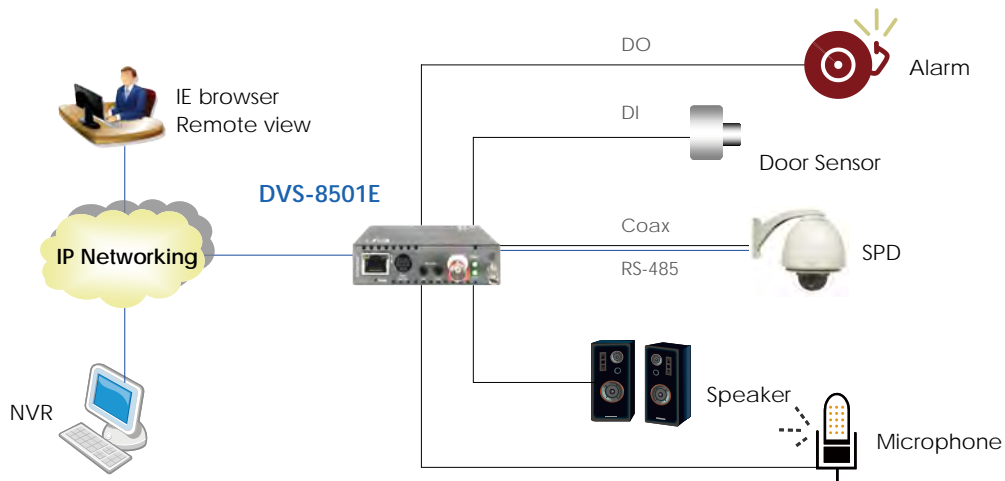 DO
Alarm
IE browser
Remote view
DI
Door Sensor
DVS-8501E
Coax
IP Networking
SPD
RS-485
Speaker
NVR
Microphone